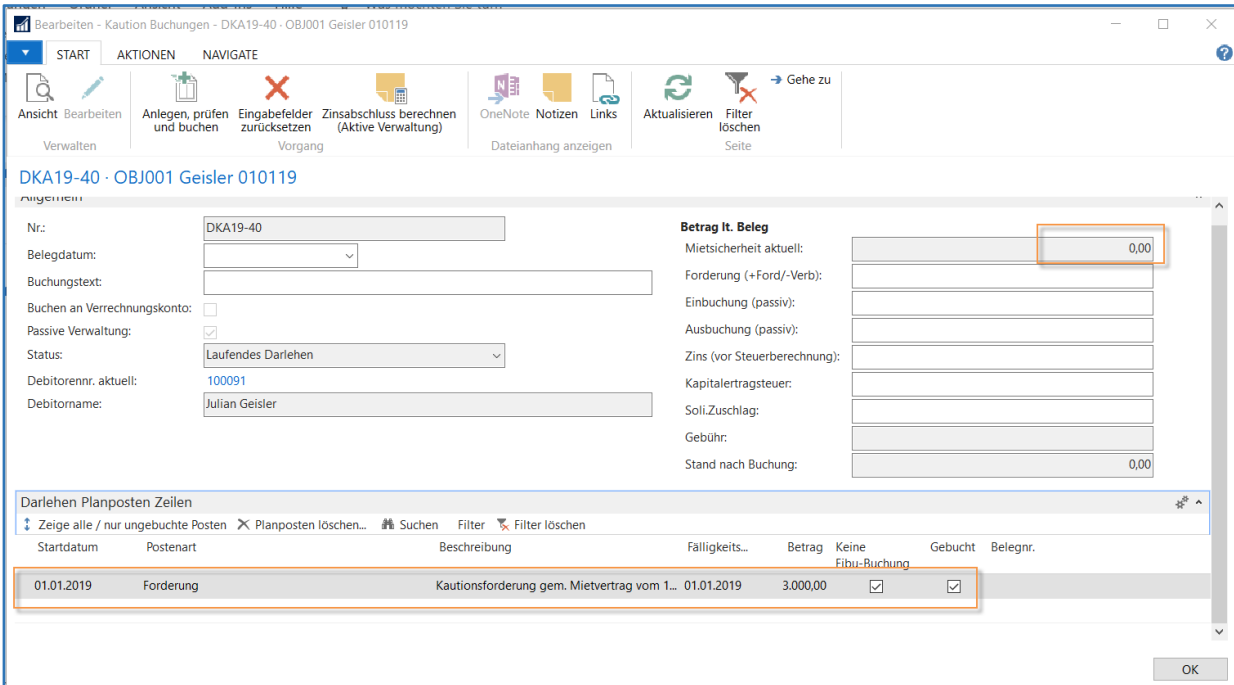 Bearbeiten - Kaution Buchungen - DKA19-40 · OBJ001 Geisler 010119
START AKTIONEN NAVIGATE
Ansicht Bearbeiten Anlegen, prüfen und buchen Eingabefelder zurücksetzen Zinsabschluss berechnen (Aktive Verwaltung) OneNote Notizen Links Aktualisieren Filter löschen Gehe zu
Verwalten Vorgang Dateianhang anzeigen Seite
DKA19-40 · OBJ001 Geisler 010119
Allgemein
Nr.: DKA19-40
Belegdatum:
Buchungstext:
Buchen an Verrechnungskonto:
Passive Verwaltung:
Status: Laufendes Darlehen
Debitorennr. aktuell: 100091
Debitorname: Julian Geisler
Betrag lt. Beleg
Mietsicherheit aktuell: 0,00
Forderung (+Ford/-Verb):
Einbuchung (passiv):
Ausbuchung (passiv):
Zins (vor Steuerberechnung):
Kapitalertragsteuer:
Soli.Zuschlag:
Gebühr:
Stand nach Buchung: 0,00
Darlehen Planposten Zeilen
Zeige alle / nur ungebuchte Posten Planposten löschen... Suchen Filter Filter löschen
Startdatum Postenart Beschreibung Fälligkeits... Betrag Keine Fibu-Buchung Gebucht Belegnr.
01.01.2019 Forderung Kautionsforderung gem. Mietvertrag vom 1... 01.01.2019 3.000,00
OK